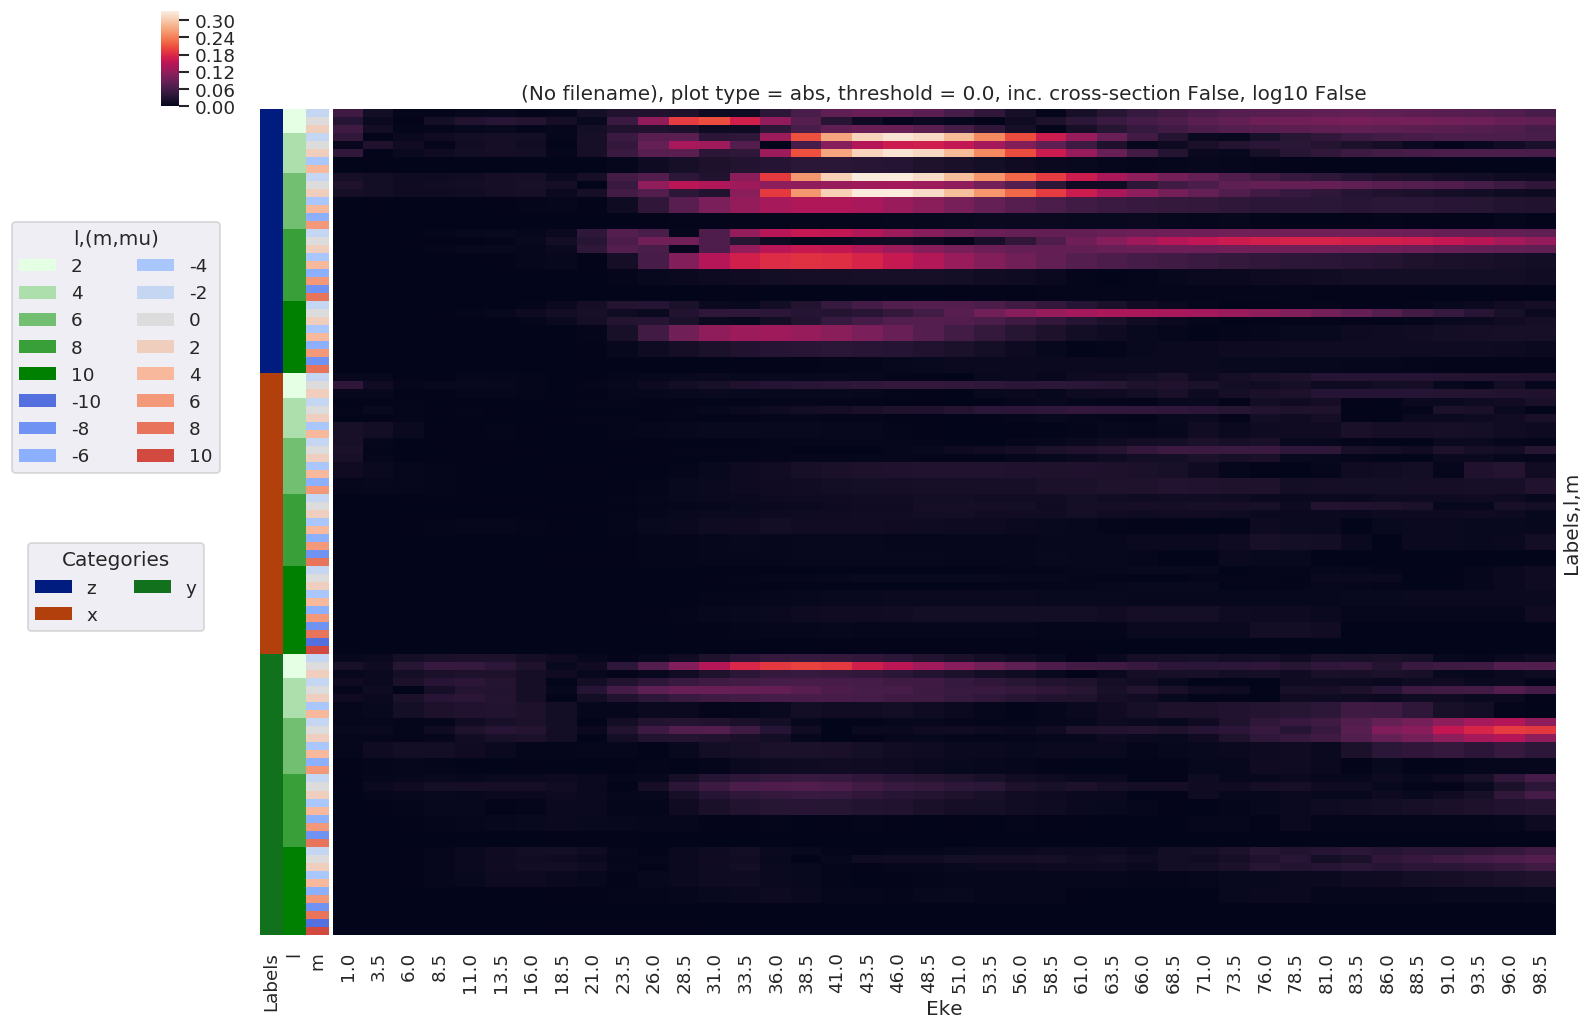 0.30
0.24
0.18
0.12
0.06
0.00
(No filename), plot type = abs, threshold = 0.0, inc. cross-section False, log10 False
l,(m,mu)
2 -4
4 -2
6 0
8 2
10 4
-10 6
-8 8
-6 10
Categories
z y
x
Labels,l,m
Labels l m 1.0 3.5 6.0 8.5 11.0 13.5 16.0 18.5 21.0 23.5 26.0 28.5 31.0 33.5 36.0 38.5 41.0 43.5 46.0 48.5 51.0 53.5 56.0 58.5 61.0 63.5 66.0 68.5 71.0 73.5 76.0 78.5 81.0 83.5 86.0 88.5 91.0 93.5 96.0 98.5
Eke